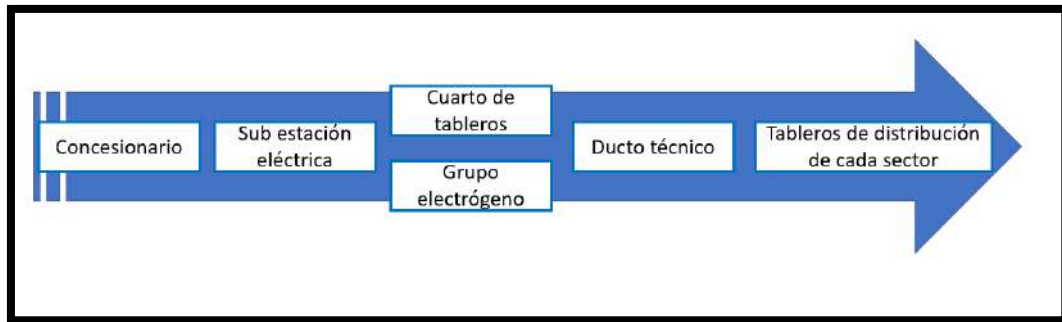 Concesionario
Sub estación
eléctrica
Cuarto de
tableros
Grupo
electrógeno
Ducto técnico
Tableros de distribución
de cada sector